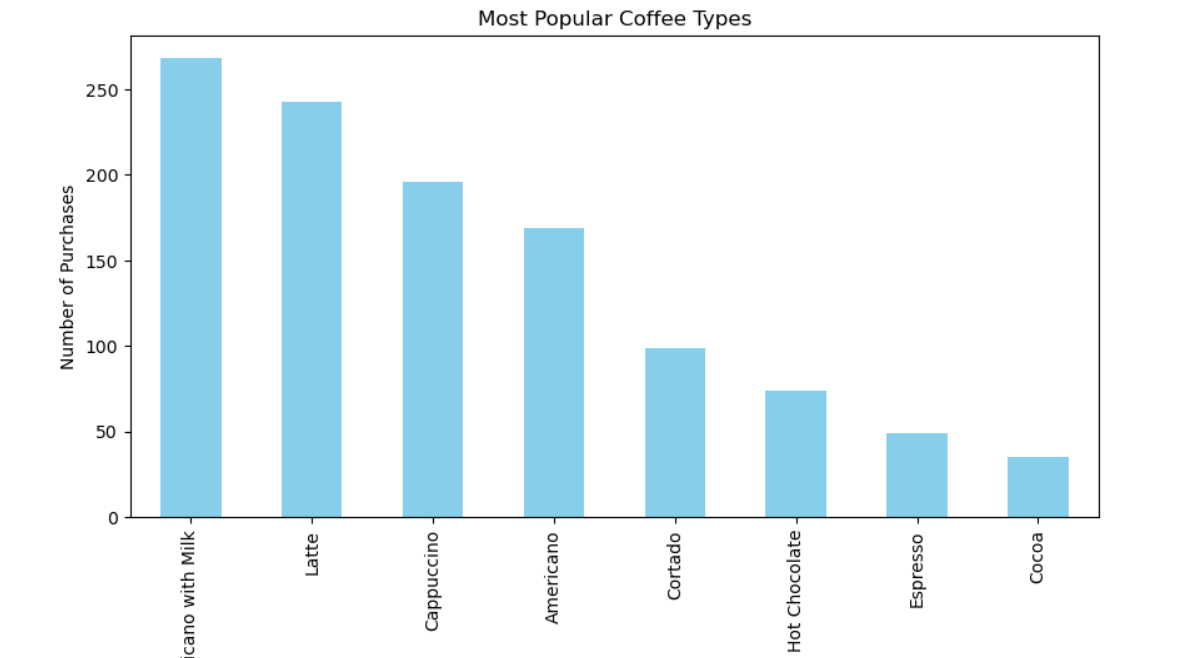 Most Popular Coffee Types
Number of Purchases
250
200
150
100
50
0
icano with Milk
Latte
Cappuccino
Americano
Cortado
Hot Chocolate
Espresso
Cocoa